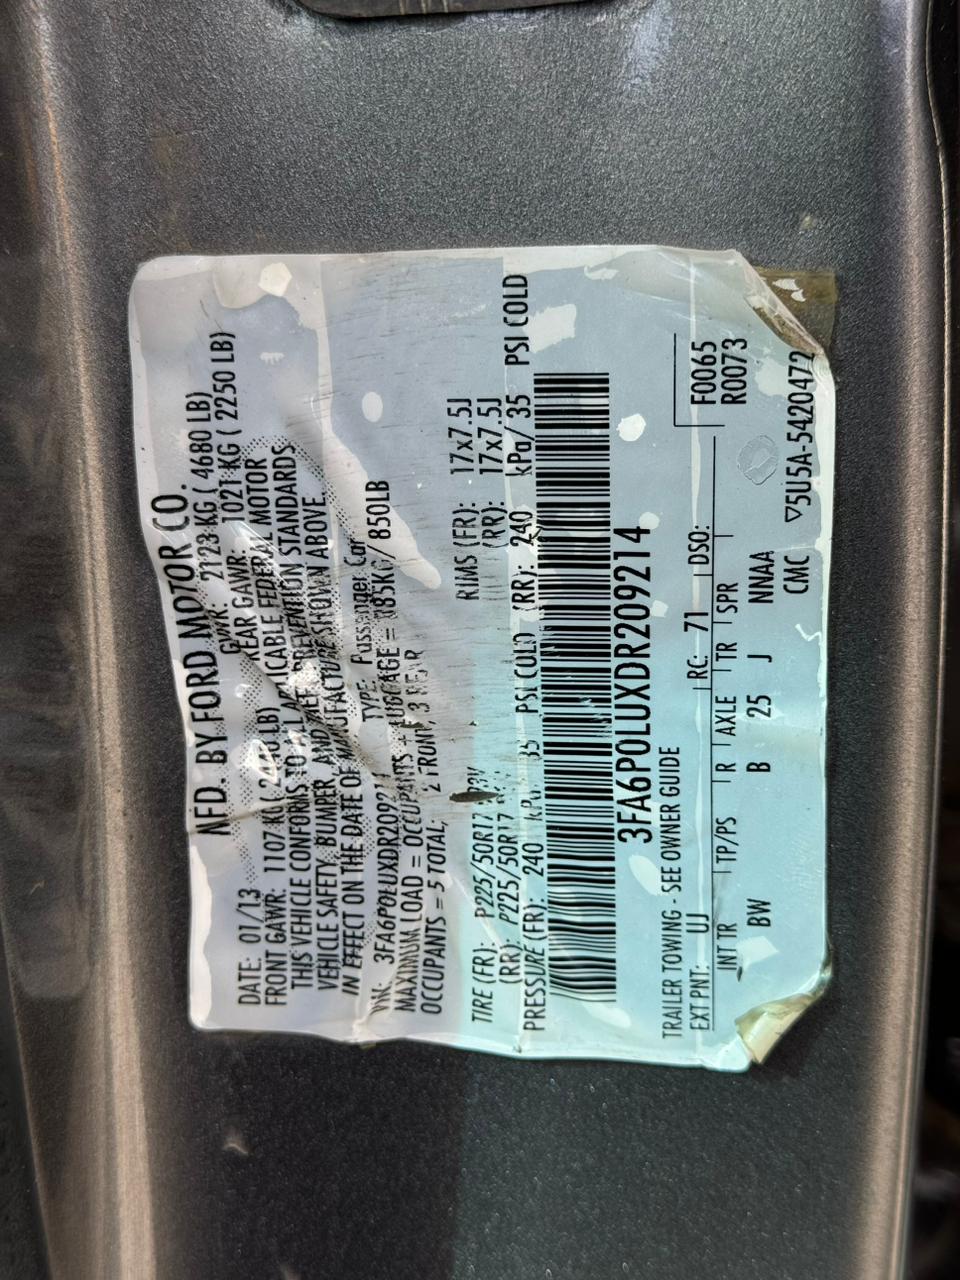 MFD. BY FORD MOTOR CO.
DATE: 01/13 GVWR: 2123 KG ( 4680 LB)
FRONT GAWR: 1107 KG( 2440 LB) REAR GAWR: 1021 KG ( 2250 LB)
THIS VEHICLE CONFORMS TO ALL APPLICABLE FEDERAL MOTOR
VEHICLE SAFETY, BUMPER, AND THEFT PREVENTION STANDARDS
IN EFFECT ON THE DATE OF MANUFACTURE SHOWN ABOVE.
VIN: 3FA6P0LUXDR20921 TYPE: Passenger Car
MAXIMUM LOAD = OCCUPANTS + LUGGAGE = 385KG / 850LB
OCCUPANTS = 5 TOTAL, 2 FRONT, 3 REAR
TIRE (FR): P225/50R17 RIMS (FR): 17x7.5J
(RR): P225/50R17 (RR): 17x7.5J
PRESSURE (FR): 240 kPa/ 35 PSI COLD (RR): 240 kPa/ 35 PSI COLD
3FA6P0LUXDR209214
TRAILER TOWING - SEE OWNER GUIDE
EXT PNT: UJ RC: 71 DSO: F0065
INT TR TP/PS R AXLE TR SPR R0073
BW B 25 J NNAA
CMC ▽5U5A-5420472